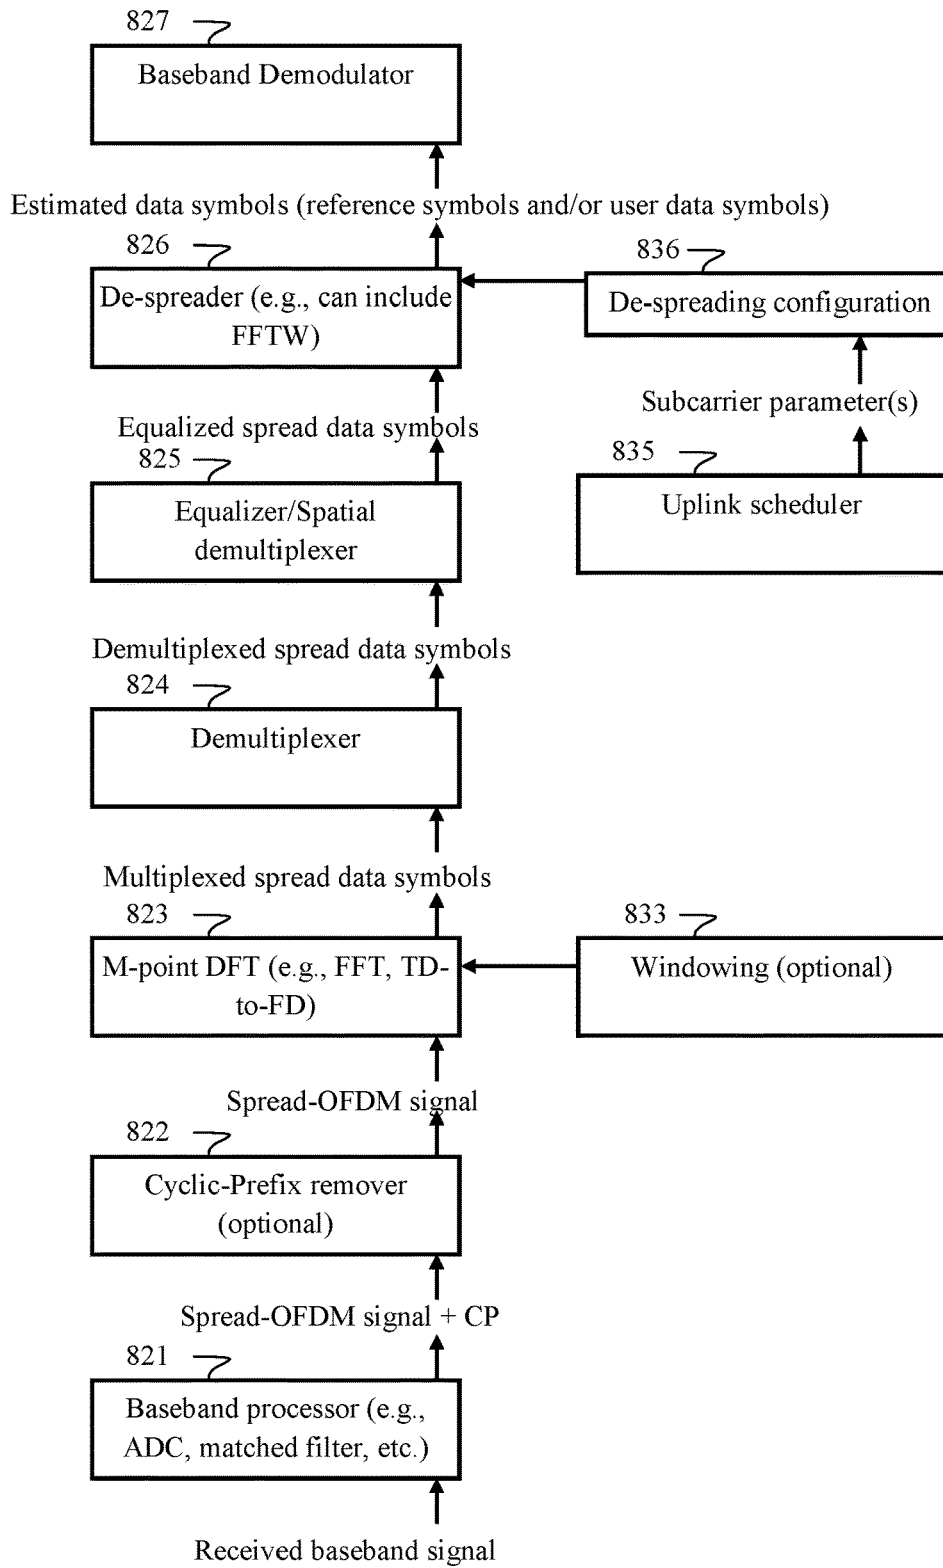 827
Baseband Demodulator
Estimated data symbols (reference symbols and/or user data symbols)
826
De-spreader (e.g., can include
FFTW)
836
De-spreading configuration
Equalized spread data symbols
Subcarrier parameter(s)
825
Equalizer/Spatial
demultiplexer
835
Uplink scheduler
Demultiplexed spread data symbols
824
Demultiplexer
Multiplexed spread data symbols
823
M-point DFT (e.g., FFT, TD-
to-FD)
833
Windowing (optional)
Spread-OFDM signal
822
Cyclic-Prefix remover
(optional)
Spread-OFDM signal + CP
821
Baseband processor (e.g.,
ADC, matched filter, etc.)
Received baseband signal